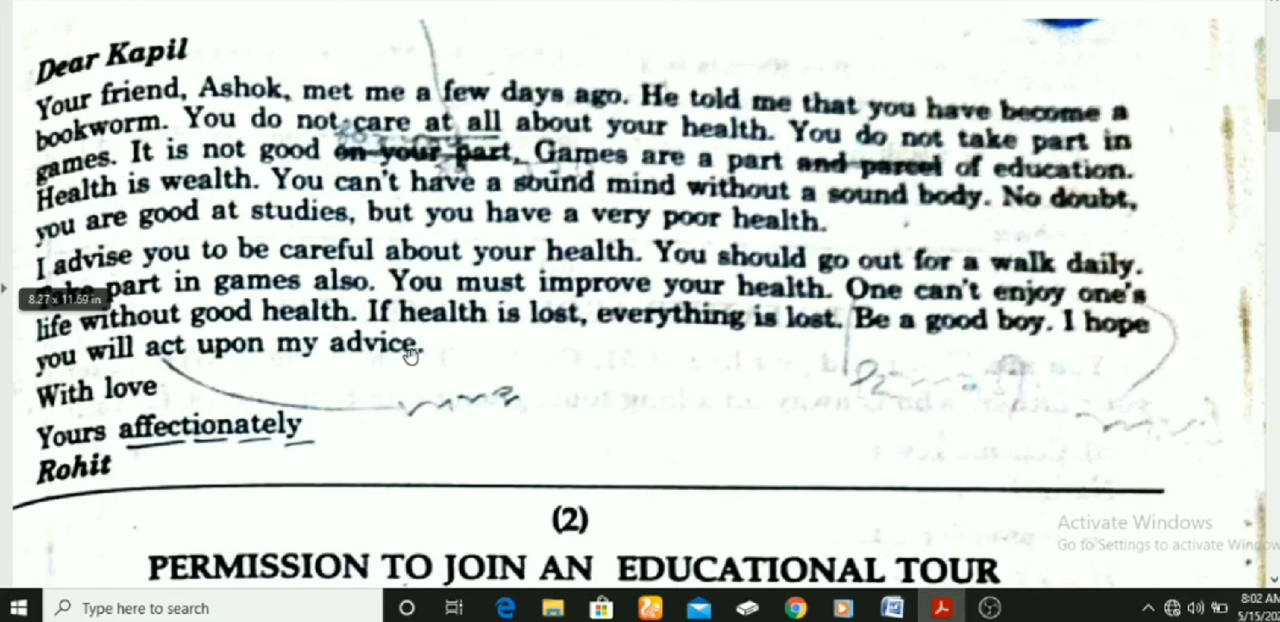 Dear Kapil
Your friend, Ashok, met me a few days ago. He told me that you have become a
bookworm. You do not care at all about your health. You do not take part in
games. It is not good on your part. Games are a part and parcel of education.
Health is wealth. You can't have a sound mind without a sound body. No doubt,
you are good at studies, but you have a very poor health.
I advise you to be careful about your health. You should go out for a walk daily.
part in games also. You must improve your health. One can't enjoy one's
8.27 x 11.69 in
life without good health. If health is lost, everything is lost. Be a good boy. I hope
you will act upon my advice.
With love
Yours affectionately
Rohit
(2)
PERMISSION TO JOIN AN EDUCATIONAL TOUR
Activate Windows
Go to Settings to activate Windows
Type here to search
8:02 AM
5/15/202